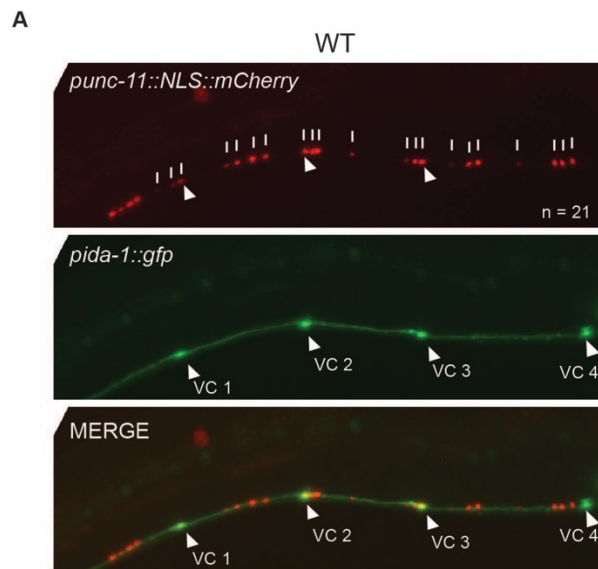 A
WT
punc-11::NLS::mCherry
n = 21
pida-1::gfp
VC 1
VC 2
VC 3
VC 4
MERGE
VC 1
VC 2
VC 3
VC 4